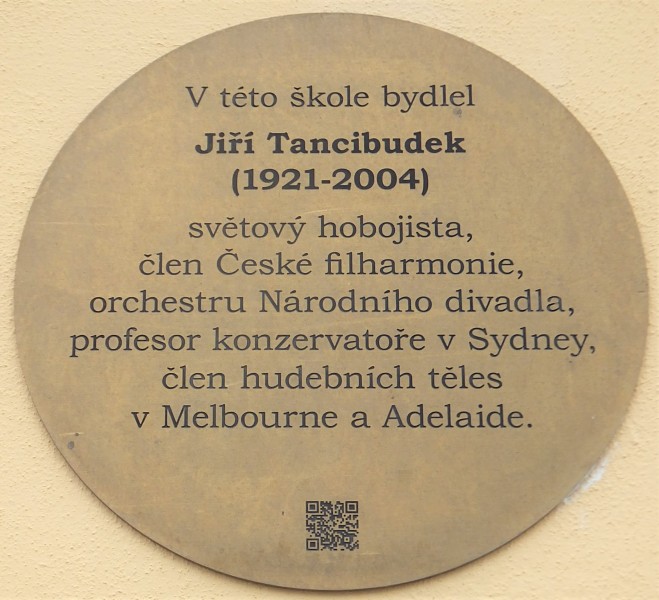 V této škole bydlel
Jiří Tancibudek
(1921-2004)
světový hobojista,
člen České filharmonie,
orchestru Národního divadla,
profesor konzervatoře v Sydney,
člen hudebních těles
v Melbourne a Adelaide.